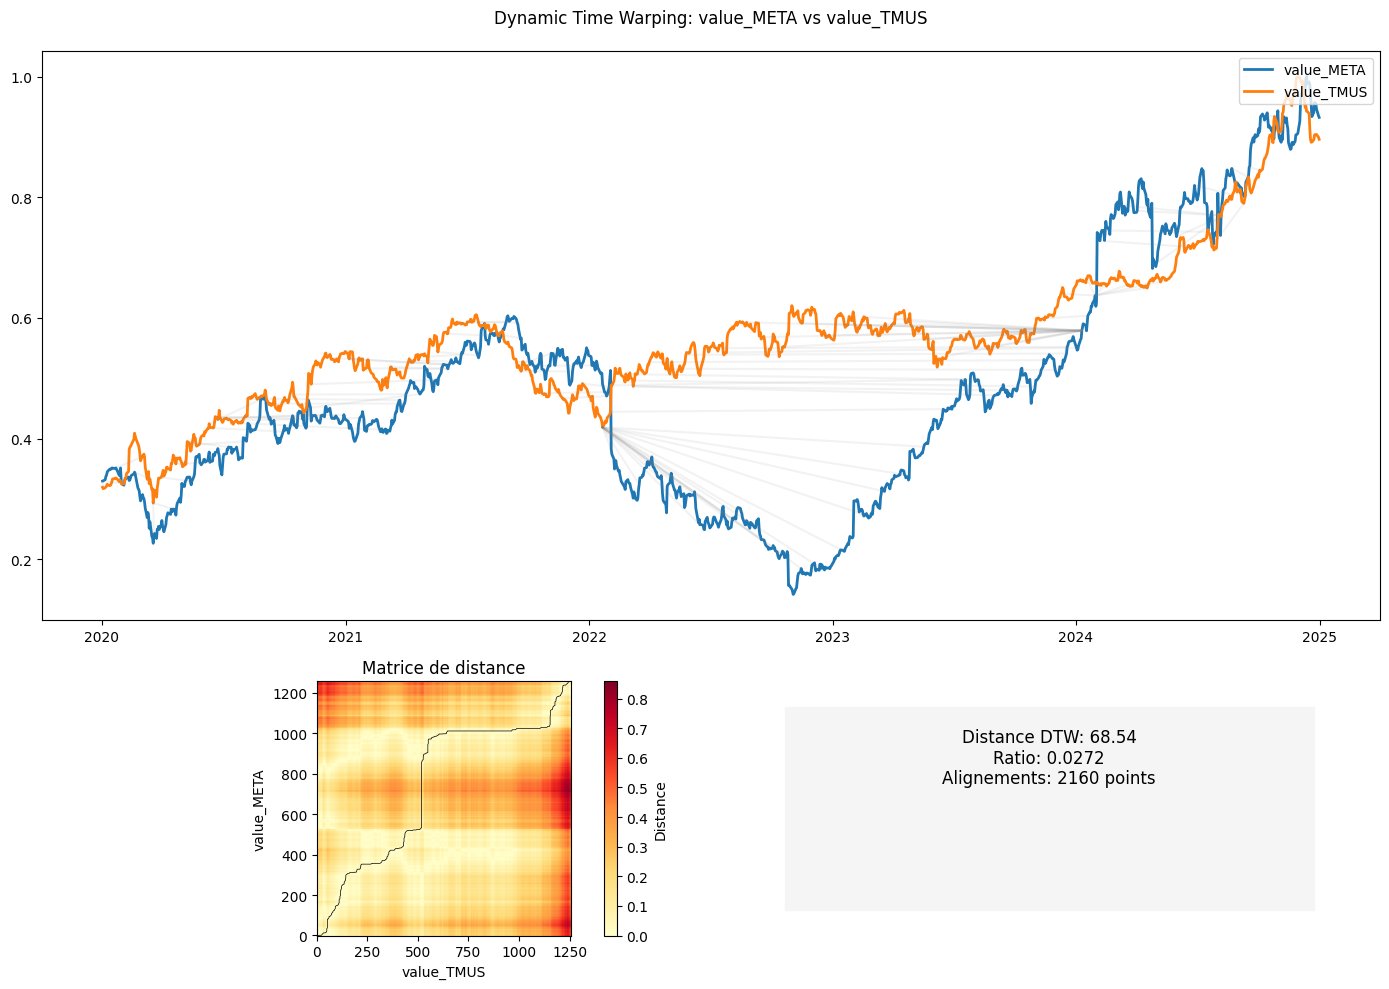 Dynamic Time Warping: value_META vs value_TMUS
value_META
value_TMUS
1.0
0.8
0.6
0.4
0.2
2020 2021 2022 2023 2024 2025
Matrice de distance
value_META
1200
1000
800
600
400
200
0
0 250 500 750 1000 1250
value_TMUS
0.8
0.7
0.6
0.5
0.4
0.3
0.2
0.1
0.0
Distance
Distance DTW: 68.54
Ratio: 0.0272
Alignements: 2160 points